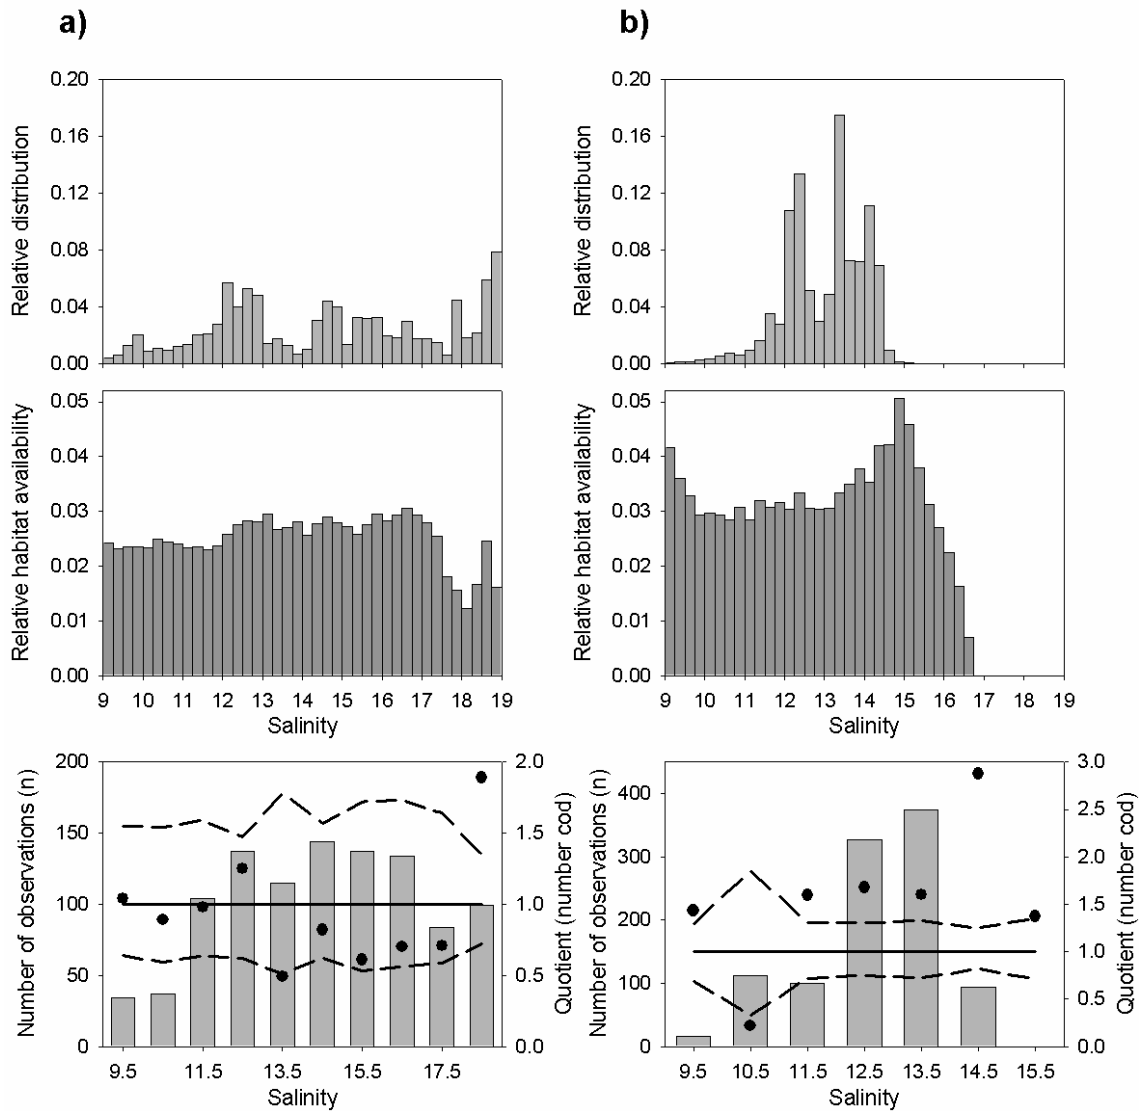 a)
b)
Relative distribution
0.20
0.16
0.12
0.08
0.04
0.00
Relative distribution
0.20
0.16
0.12
0.08
0.04
0.00
Relative habitat availability
0.05
0.04
0.03
0.02
0.01
0.00
9 10 11 12 13 14 15 16 17 18 19
Salinity
Relative habitat availability
0.05
0.04
0.03
0.02
0.01
0.00
9 10 11 12 13 14 15 16 17 18 19
Salinity
Number of observations (n)
200
150
100
50
0
2.0
1.5
1.0
0.5
0.0
Quotient (number cod)
9.5 11.5 13.5 15.5 17.5
Salinity
Number of observations (n)
400
300
200
100
0
3.0
2.5
2.0
1.5
1.0
0.5
0.0
Quotient (number cod)
9.5 10.5 11.5 12.5 13.5 14.5 15.5
Salinity